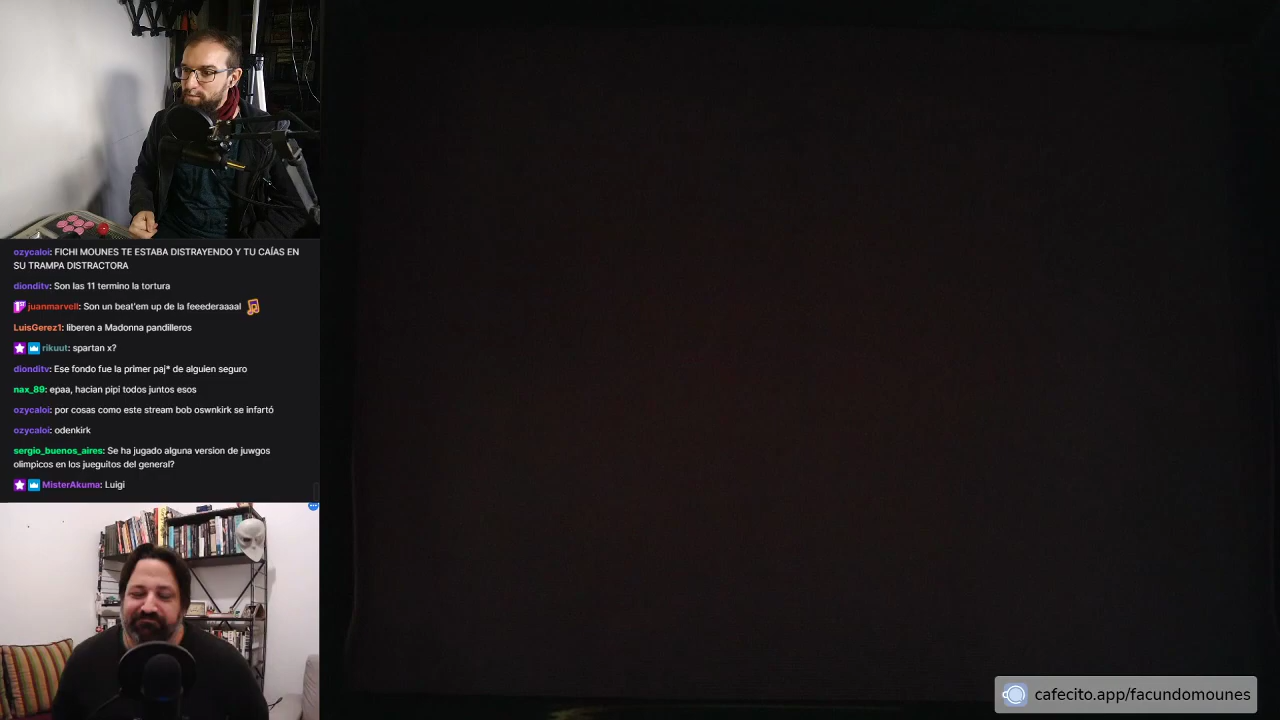 ozycaloi: FICHI MOUNES TE ESTABA DISTRAYENDO Y TU CAÍAS EN
SU TRAMPA DISTRACTORA
dionditv: Son las 11 termino la tortura
juanmarvell: Son un beat'em up de la feeederaaaal
LuisGerez1: liberen a Madonna pandilleros
rikuut: spartan x?
dionditv: Ese fondo fue la primer paj* de alguien seguro
nax_89: epaa, hacian pipi todos juntos esos
ozycaloi: por cosas como este stream bob oswnkirk se infartó
ozycaloi: odenkirk
sergio_buenos_aires: Se ha jugado alguna version de juwgos
olimpicos en los jueguitos del general?
MisterAkuma: Luigi
cafecito.app/facundomounes